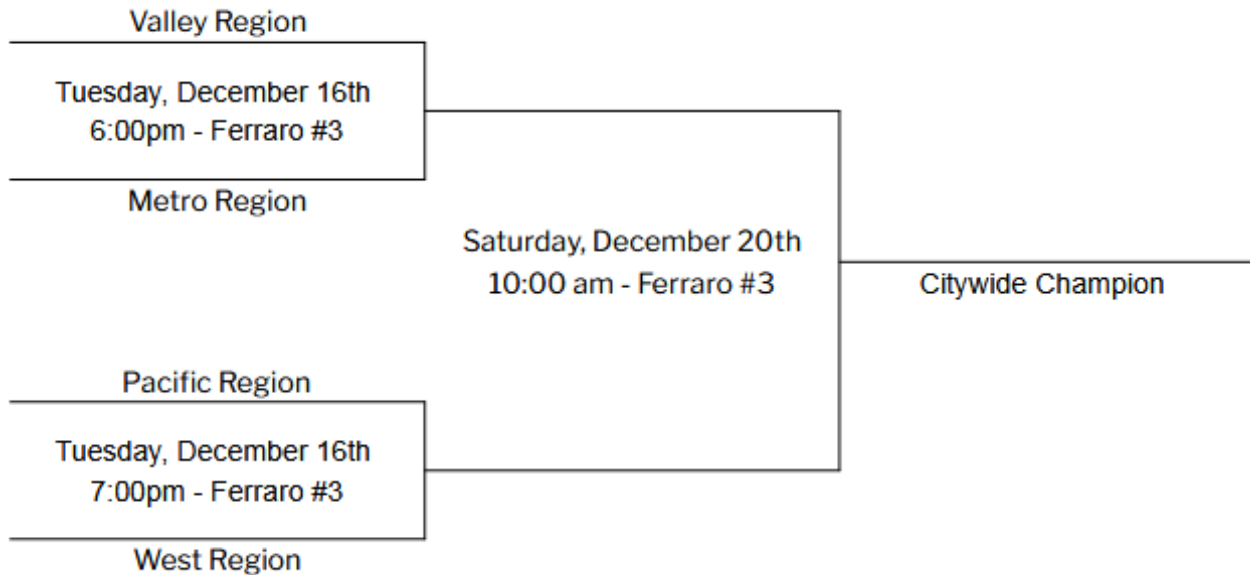 Valley Region
Tuesday, December 16th
6:00pm - Ferraro #3
Metro Region
Saturday, December 20th
10:00 am - Ferraro #3
Citywide Champion
Pacific Region
Tuesday, December 16th
7:00pm - Ferraro #3
West Region